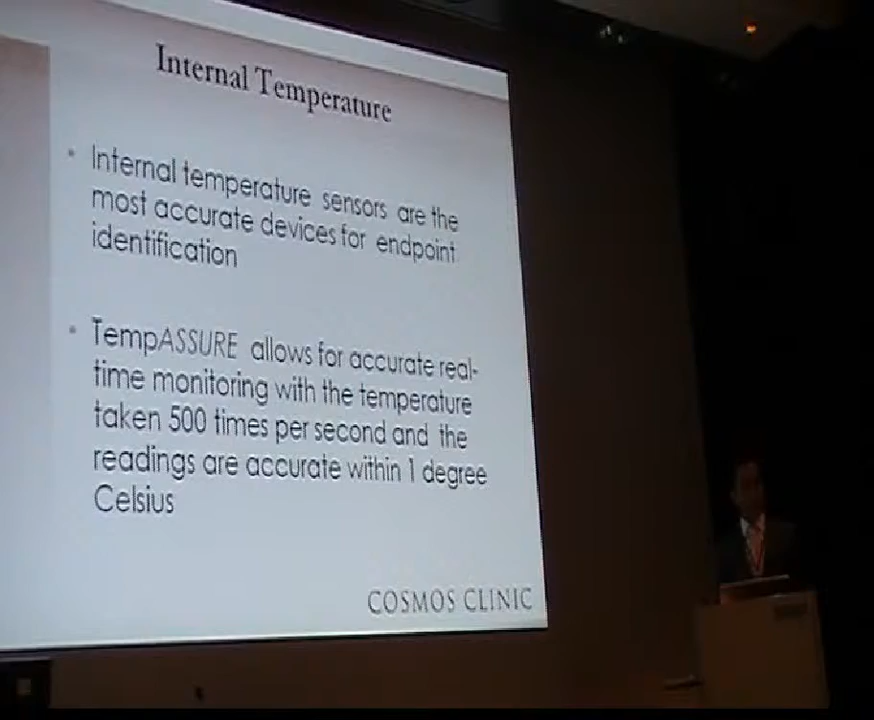 Internal Temperature
• Internal temperature sensors are the
most accurate devices for endpoint
identification
• TempASSURE allows for accurate real-
time monitoring with the temperature
taken 500 times per second and the
readings are accurate within 1 degree
Celsius
COSMOS CLINIC